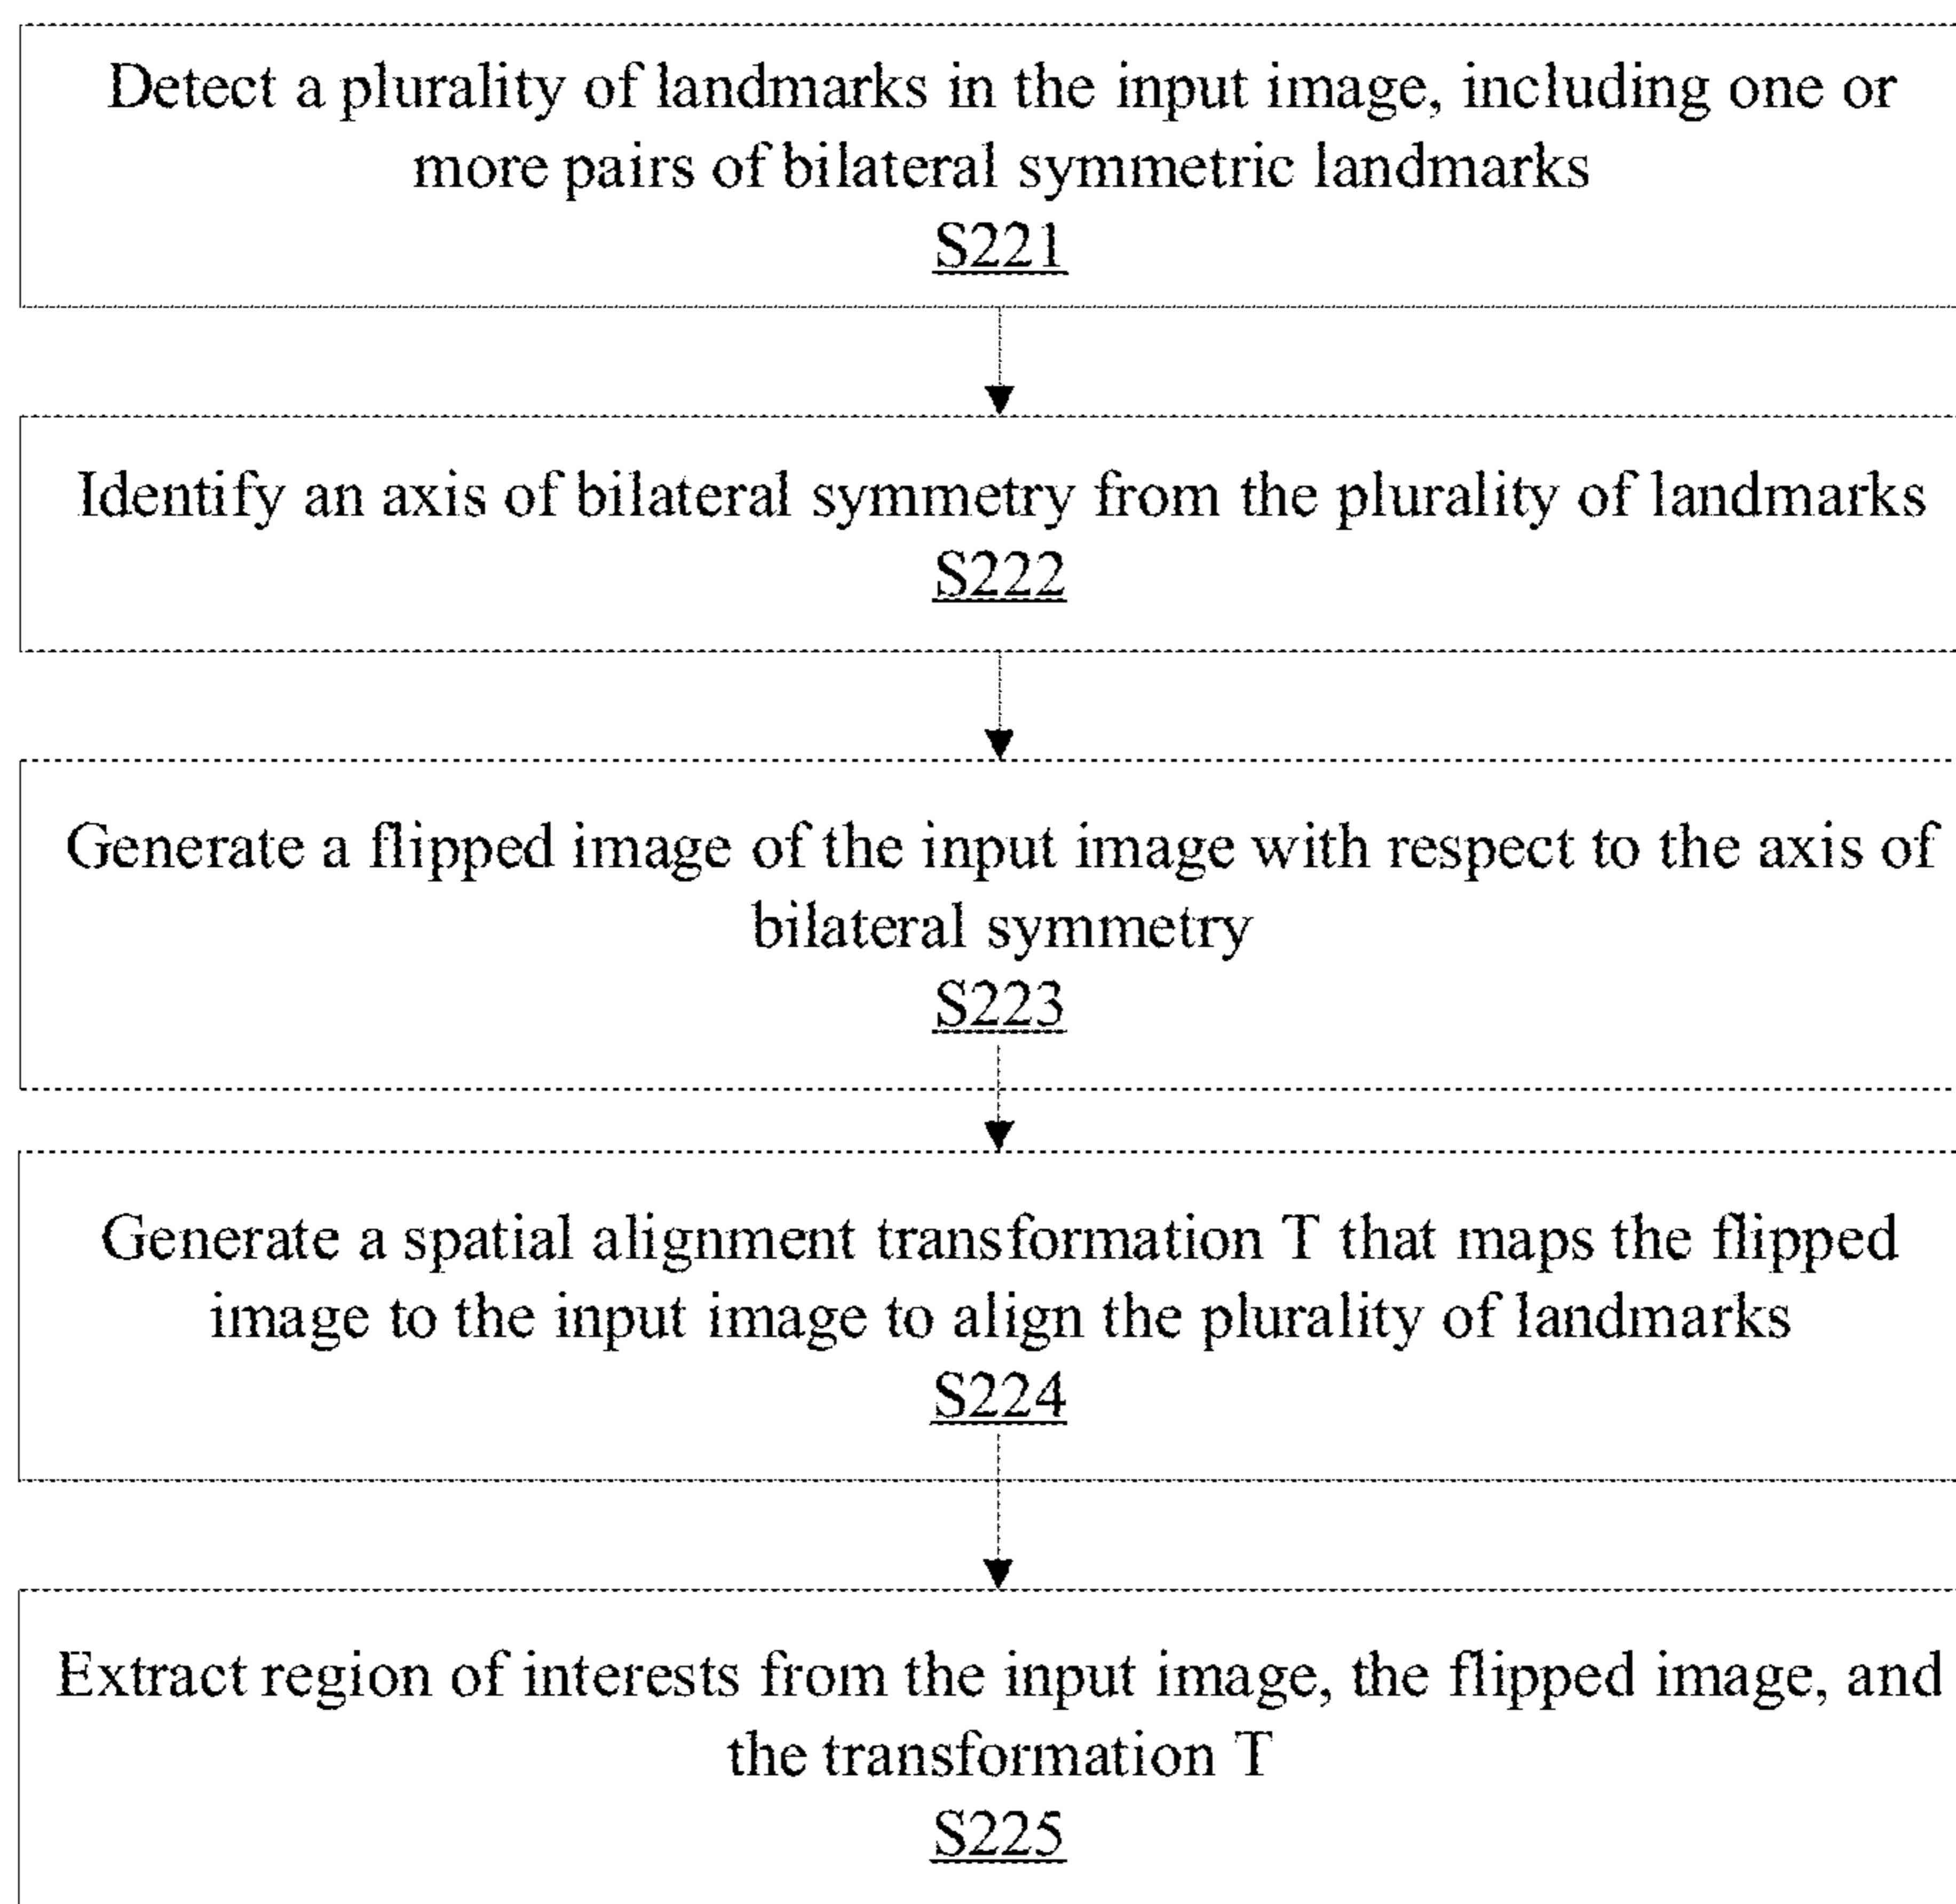 Detect a plurality of landmarks in the input image, including one or
more pairs of bilateral symmetric landmarks
S221
Identify an axis of bilateral symmetry from the plurality of landmarks
S222
Generate a flipped image of the input image with respect to the axis of
bilateral symmetry
S223
Generate a spatial alignment transformation T that maps the flipped
image to the input image to align the plurality of landmarks
S224
Extract region of interests from the input image, the flipped image, and
the transformation T
S225